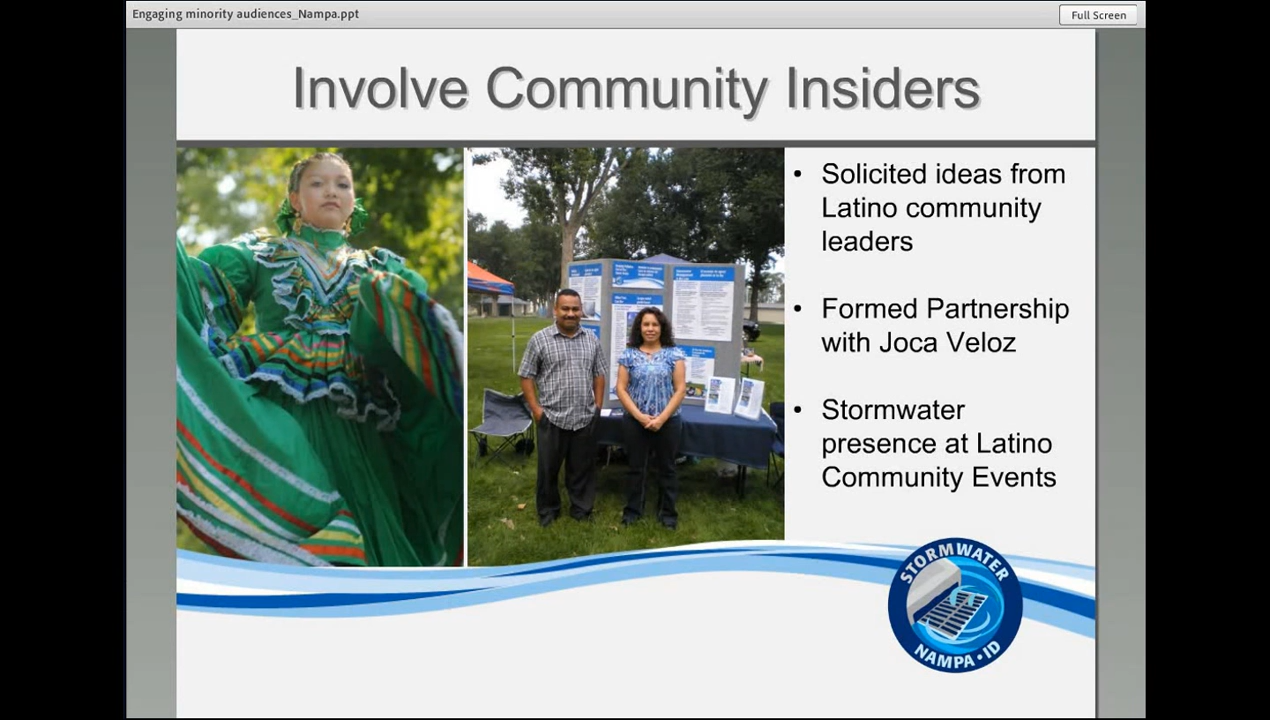 Engaging minority audiences_Nampa.ppt
Full Screen
Involve Community Insiders
• Solicited ideas from
Latino community
leaders
• Formed Partnership
with Joca Veloz
• Stormwater
presence at Latino
Community Events
STORMWATER
NAMPA • ID